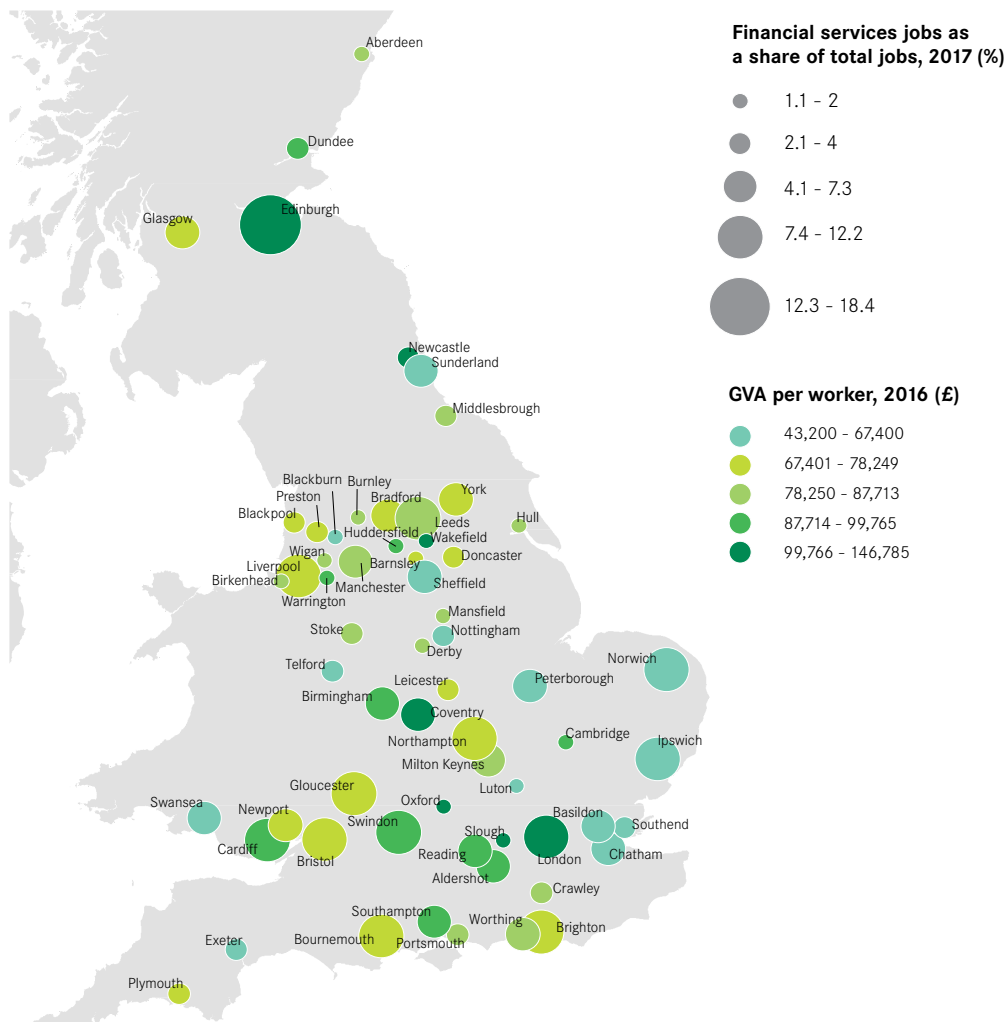 Financial services jobs as
a share of total jobs, 2017 (%)
1.1 – 2
2.1 – 4
4.1 – 7.3
7.4 – 12.2
12.3 – 18.4
GVA per worker, 2016 (£)
43,200 – 67,400
67,401 – 78,249
78,250 – 87,713
87,714 – 99,765
99,766 – 146,785
Aberdeen
Dundee
Edinburgh
Glasgow
Newcastle
Sunderland
Middlesbrough
Blackburn
Burnley
Preston
Bradford
York
Blackpool
Leeds
Hull
Huddersfield
Wakefield
Wigan
Barnsley
Doncaster
Liverpool
Birkenhead
Manchester
Sheffield
Warrington
Mansfield
Stoke
Nottingham
Derby
Norwich
Telford
Leicester
Peterborough
Birmingham
Coventry
Cambridge
Northampton
Ipswich
Milton Keynes
Gloucester
Luton
Swansea
Newport
Oxford
Basildon
Swindon
Slough
Southend
Cardiff
Bristol
Reading
London
Chatham
Aldershot
Crawley
Southampton
Worthing
Brighton
Bournemouth
Portsmouth
Exeter
Plymouth